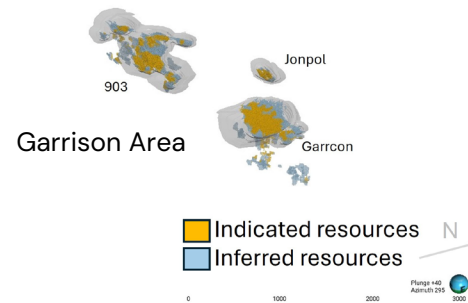 Jonpol
903
Garrison Area
Garrcon
Indicated resources
N
Inferred resources
Plunge +40
Azimuth 295
0 1000 2000 3000